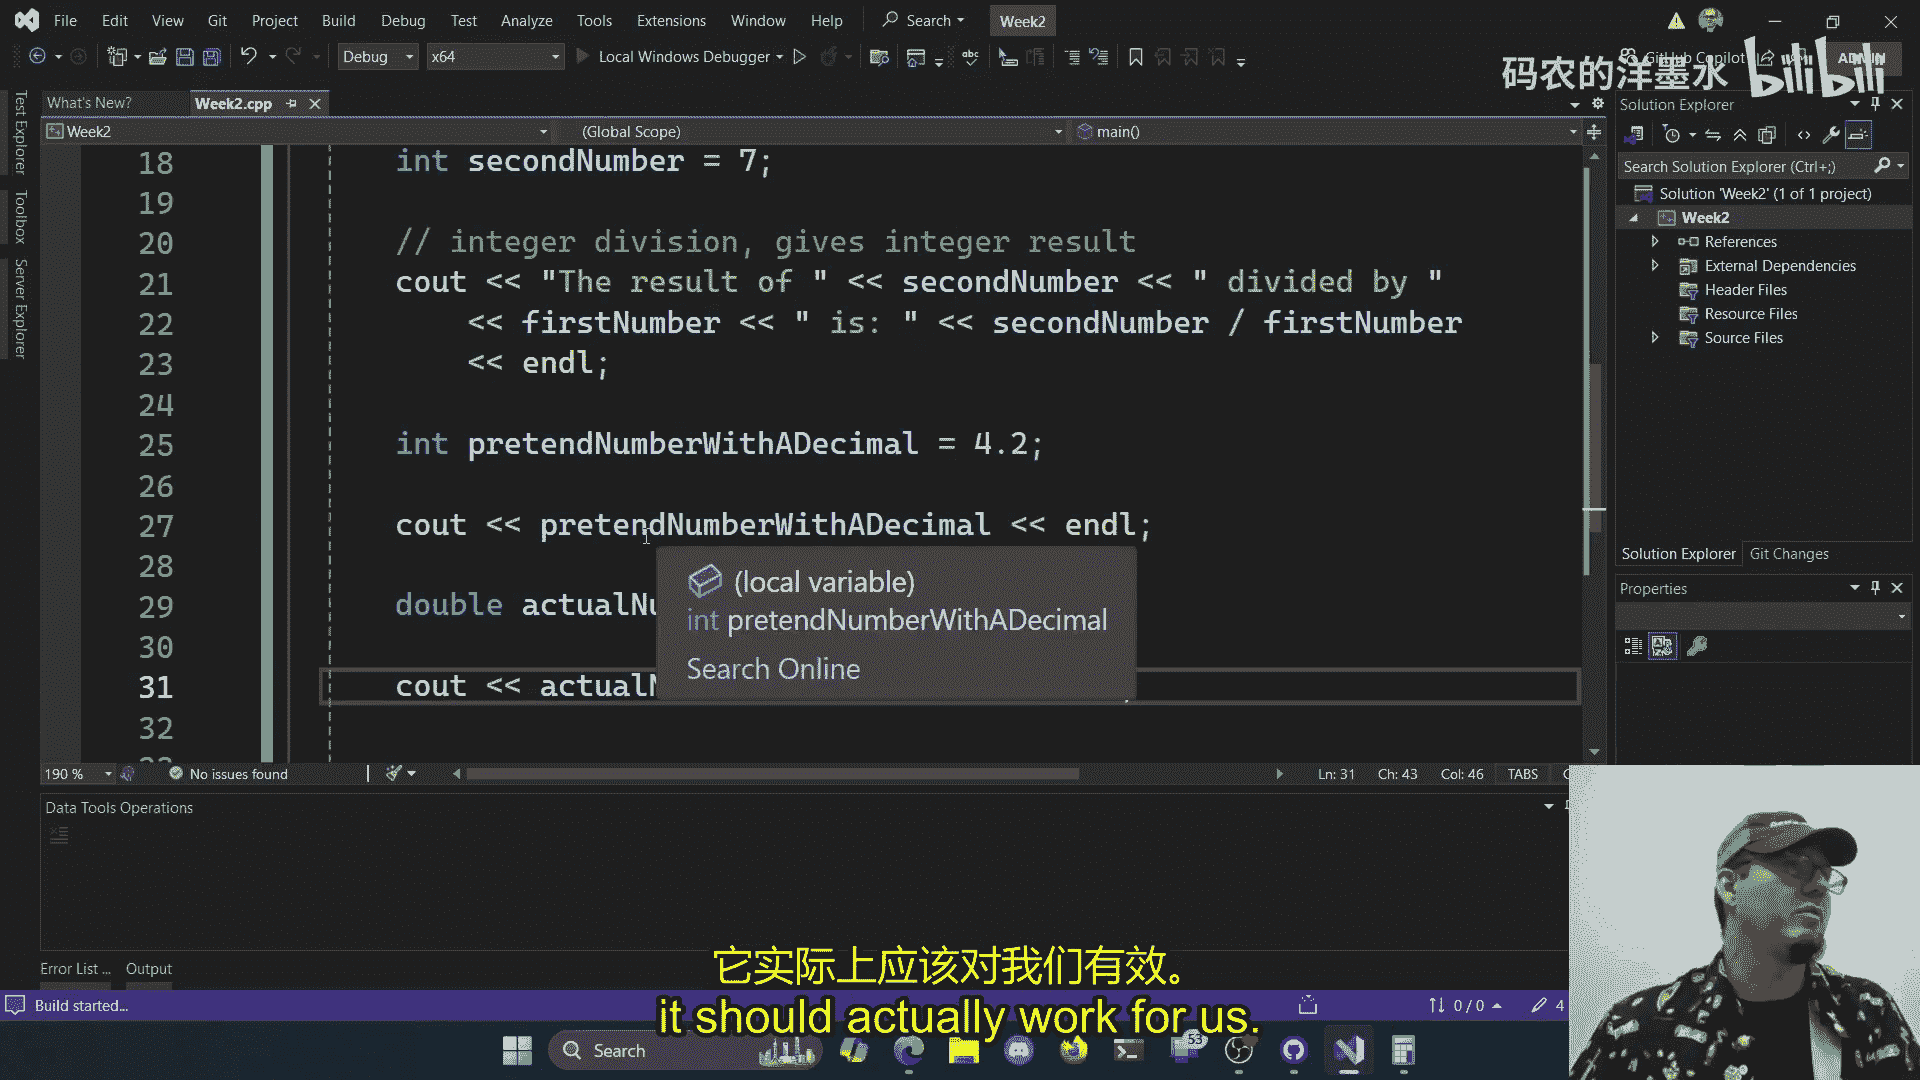 File Edit View Git Project Build Debug Test Analyze Tools Extensions Window Help Search Week2
Debug x64 Local Windows Debugger GitHub Copilot ADMIN
码农的洋墨水 bilibili
What's New? Week2.cpp
Week2 (Global Scope) main()
Test Explorer
Toolbox
Server Explorer
18 int secondNumber = 7;
19
20 // integer division, gives integer result
21 cout << "The result of " << secondNumber << " divided by "
22 << firstNumber << " is: " << secondNumber / firstNumber
23 << endl;
24
25 int pretendNumberWithADecimal = 4.2;
26
27 cout << pretendNumberWithADecimal << endl;
28
29 double actualNu
30
31 cout << actualN
32
(local variable)
int pretendNumberWithADecimal
Search Online
190 % No issues found Ln: 31 Ch: 43 Col: 46 TABS
Data Tools Operations
Error List ... Output
Build started...
0 / 0 4
Solution Explorer
Search Solution Explorer (Ctrl+;)
Solution 'Week2' (1 of 1 project)
Week2
References
External Dependencies
Header Files
Resource Files
Source Files
Solution Explorer Git Changes
Properties
它实际上应该对我们有效。
it should actually work for us.
Search
53